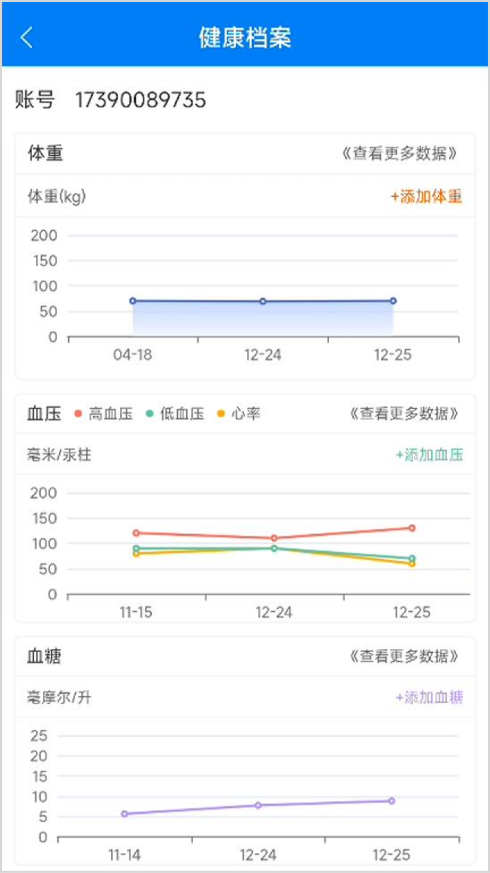 健康档案
账号 17390089735
体重 《查看更多数据》
体重(kg) +添加体重
200
150
100
50
0
04-18 12-24 12-25
血压 高血压 低血压 心率 《查看更多数据》
毫米/汞柱 +添加血压
200
150
100
50
0
11-15 12-24 12-25
血糖 《查看更多数据》
毫摩尔/升 +添加血糖
25
20
15
10
5
0
11-14 12-24 12-25